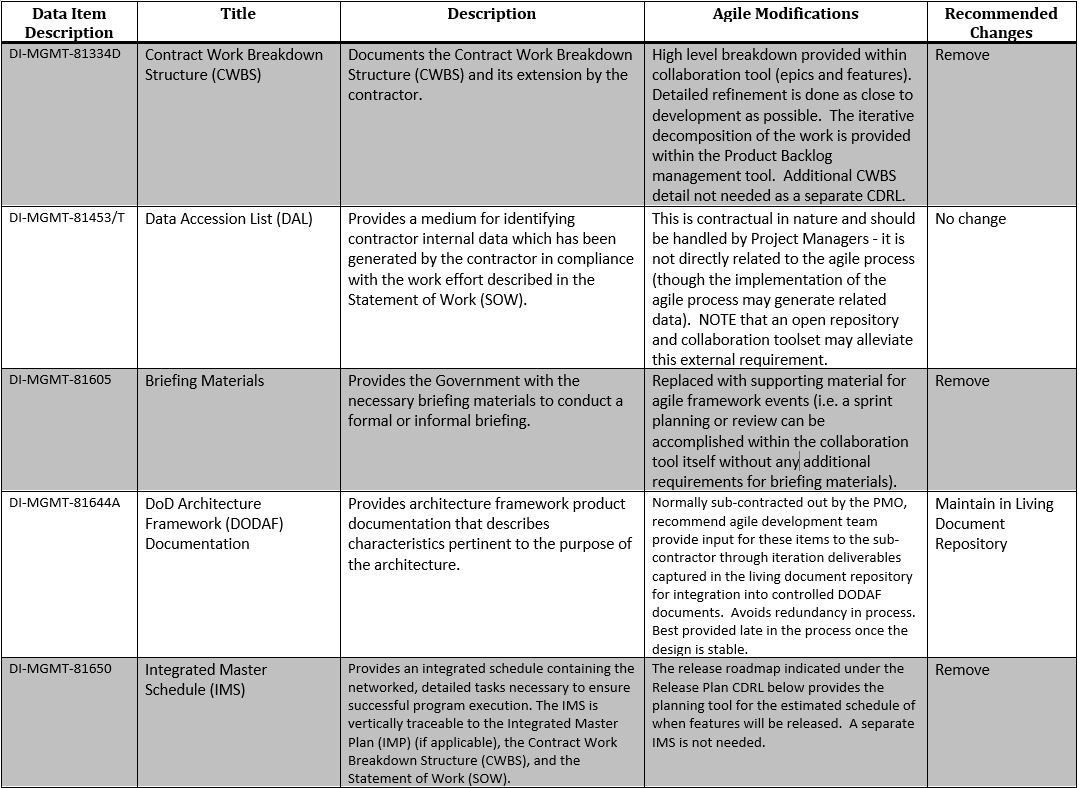 Data Item
Description
Title
Description
Agile Modifications
Recommended
Changes
DI-MGMT-81334D
Contract Work Breakdown
Structure (CWBS)
Documents the Contract Work Breakdown
Structure (CWBS) and its extension by the
contractor.
High level breakdown provided within
collaboration tool (epics and features).
Detailed refinement is done as close to
development as possible.  The iterative
decomposition of the work is provided
within the Product Backlog
management tool.  Additional CWBS
detail not needed as a separate CDRL.
Remove
DI-MGMT-81453/T
Data Accession List (DAL)
Provides a medium for identifying
contractor internal data which has been
generated by the contractor in compliance
with the work effort described in the
Statement of Work (SOW).
This is contractual in nature and should
be handled by Project Managers - it is
not directly related to the agile process
(though the implementation of the
agile process may generate related
data).  NOTE that an open repository
and collaboration toolset may alleviate
this external requirement.
No change
DI-MGMT-81605
Briefing Materials
Provides the Government with the
necessary briefing materials to conduct a
formal or informal briefing.
Replaced with supporting material for
agile framework events (i.e. a sprint
planning or review can be
accomplished within the collaboration
tool itself without any additional
requirements for briefing materials).
Remove
DI-MGMT-81644A
DoD Architecture
Framework (DODAF)
Documentation
Provides architecture framework product
documentation that describes
characteristics pertinent to the purpose of
the architecture.
Normally sub-contracted out by the PMO,
recommend agile development team
provide input for these items to the sub-
contractor through iteration deliverables
captured in the living document repository
for integration into controlled DODAF
documents.  Avoids redundancy in process.
Best provided late in the process once the
design is stable.
Maintain in Living
Document
Repository
DI-MGMT-81650
Integrated Master
Schedule (IMS)
Provides an integrated schedule containing the
networked, detailed tasks necessary to ensure
successful program execution. The IMS is
vertically traceable to the Integrated Master
Plan (IMP) (if applicable), the Contract Work
Breakdown Structure (CWBS), and the
Statement of Work (SOW).
The release roadmap indicated under the
Release Plan CDRL below provides the
planning tool for the estimated schedule of
when features will be released.  A separate
IMS is not needed.
Remove